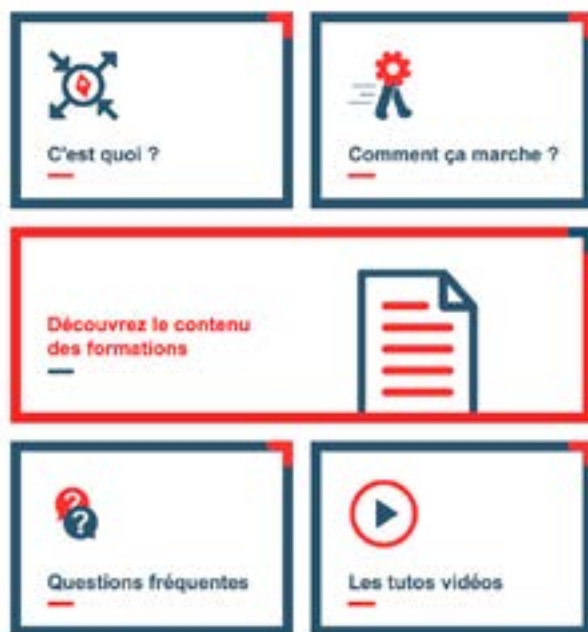 C'est quoi ?
Comment ça marche ?
Découvrez le contenu
des formations
? ?
Questions fréquentes
Les tutos vidéos